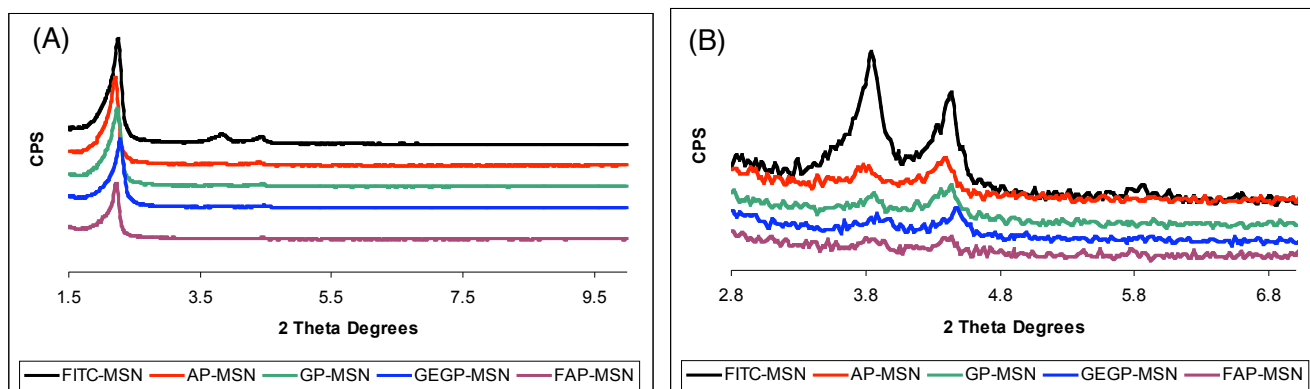 (A)
CPS
1.5 3.5 5.5 7.5 9.5
2 Theta Degrees
FITC-MSN AP-MSN GP-MSN GEGP-MSN FAP-MSN
(B)
CPS
2.8 3.8 4.8 5.8 6.8
2 Theta Degrees
FITC-MSN AP-MSN GP-MSN GEGP-MSN FAP-MSN